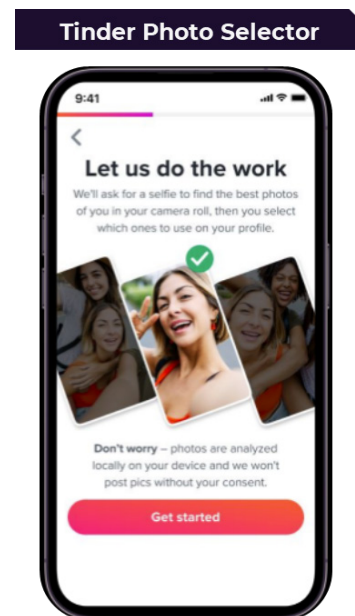 Tinder Photo Selector
9:41
Let us do the work
We'll ask for a selfie to find the best photos
of you in your camera roll, then you select
which ones to use on your profile.
Don't worry – photos are analyzed
locally on your device and we won't
post pics without your consent.
Get started